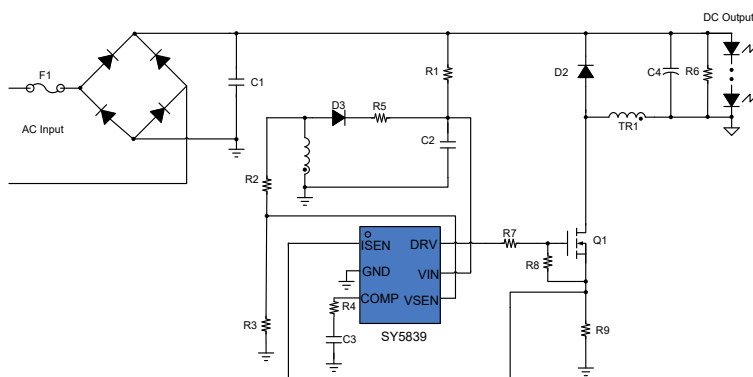 DC Output
F1
C1
R1
D2
C4
R6
AC Input
D3
R5
C2
TR1
R2
ISEN
DRV
R7
Q1
GND
VIN
R8
COMP
VSEN
R4
R3
C3
SY5839
R9